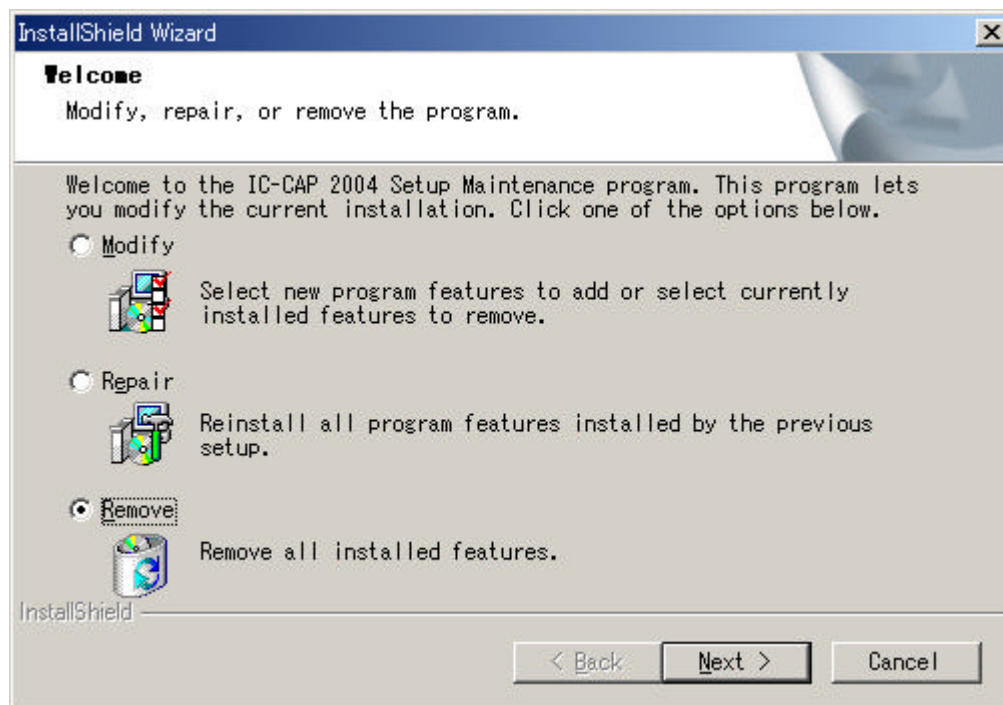 InstallShield Wizard
Welcome
Modify, repair, or remove the program.
Welcome to the IC-CAP 2004 Setup Maintenance program. This program lets
you modify the current installation. Click one of the options below.
Modify
Select new program features to add or select currently
installed features to remove.
Repair
Reinstall all program features installed by the previous
setup.
Remove
Remove all installed features.
InstallShield
< Back
Next >
Cancel